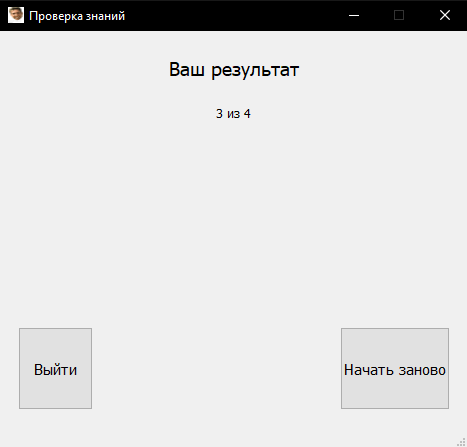 Проверка знаний
Ваш результат
3 из 4
Выйти
Начать заново